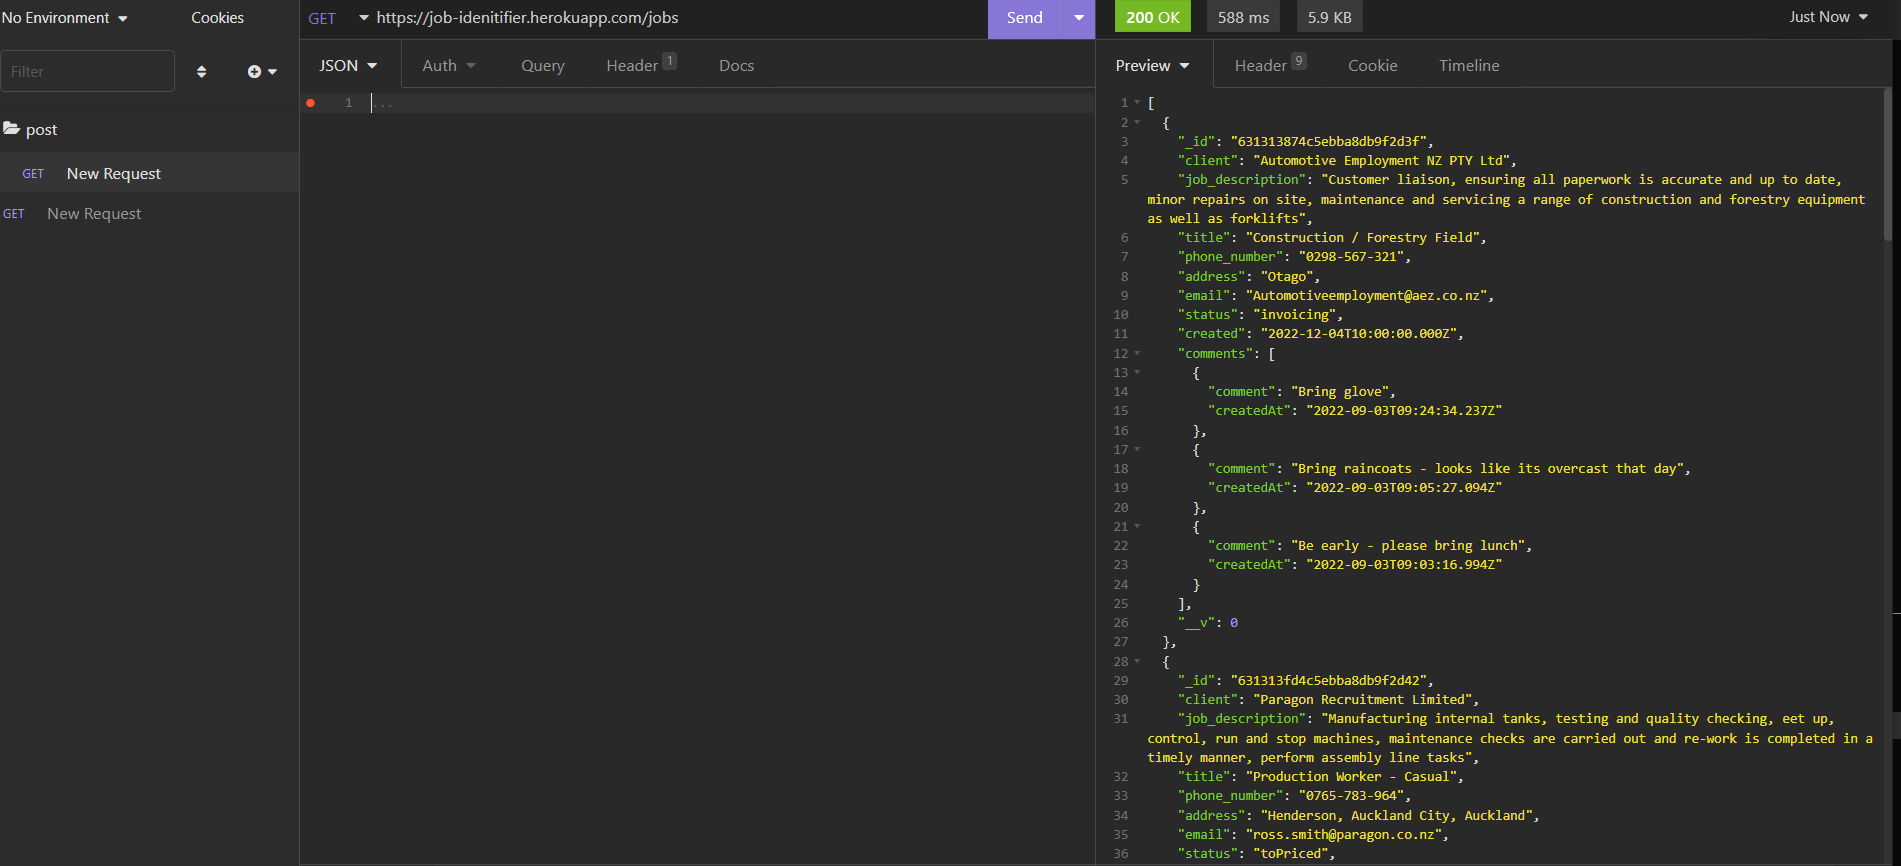 No Environment
Cookies
Filter
post
GET New Request
GET New Request
GET https://job-idenitifier.herokuapp.com/jobs
Send
200 OK
588 ms
5.9 KB
Just Now
JSON
Auth
Query
Header 1
Docs
1 ...
Preview
Header 9
Cookie
Timeline
1 [
2 {
3 "_id": "631313874c5ebba8db9f2d3f",
4 "client": "Automotive Employment NZ PTY Ltd",
5 "job_description": "Customer liaison, ensuring all paperwork is accurate and up to date,
minor repairs on site, maintenance and servicing a range of construction and forestry equipment
as well as forklifts",
6 "title": "Construction / Forestry Field",
7 "phone_number": "0298-567-321",
8 "address": "Otago",
9 "email": "Automotiveemployment@aez.co.nz",
10 "status": "invoicing",
11 "created": "2022-12-04T10:00:00.000Z",
12 "comments": [
13 {
14 "comment": "Bring glove",
15 "createdAt": "2022-09-03T09:24:34.237Z"
16 },
17 {
18 "comment": "Bring raincoats - looks like its overcast that day",
19 "createdAt": "2022-09-03T09:05:27.094Z"
20 },
21 {
22 "comment": "Be early - please bring lunch",
23 "createdAt": "2022-09-03T09:03:16.994Z"
24 }
25 ],
26 "__v": 0
27 },
28 {
29 "_id": "631313fd4c5ebba8db9f2d42",
30 "client": "Paragon Recruitment Limited",
31 "job_description": "Manufacturing internal tanks, testing and quality checking, eet up,
control, run and stop machines, maintenance checks are carried out and re-work is completed in a
timely manner, perform assembly line tasks",
32 "title": "Production Worker - Casual",
33 "phone_number": "0765-783-964",
34 "address": "Henderson, Auckland City, Auckland",
35 "email": "ross.smith@paragon.co.nz",
36 "status": "toPriced",